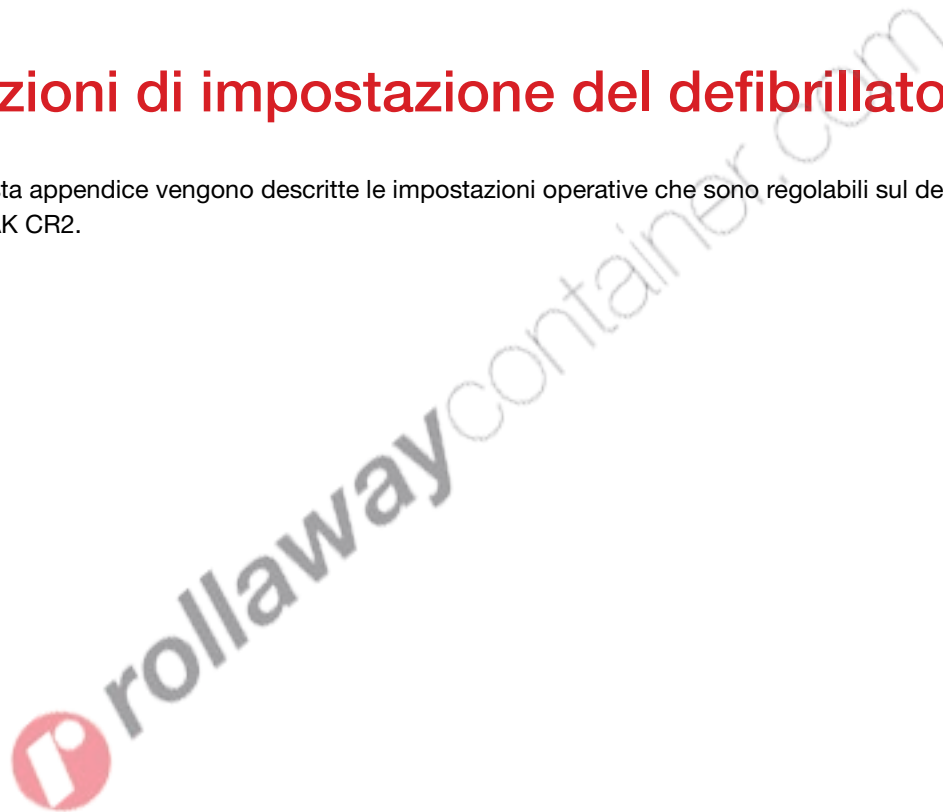 zioni di impostazione del defibrillato
sta appendice vengono descritte le impostazioni operative che sono regolabili sul de
K CR2.
rollawaycontainer.com